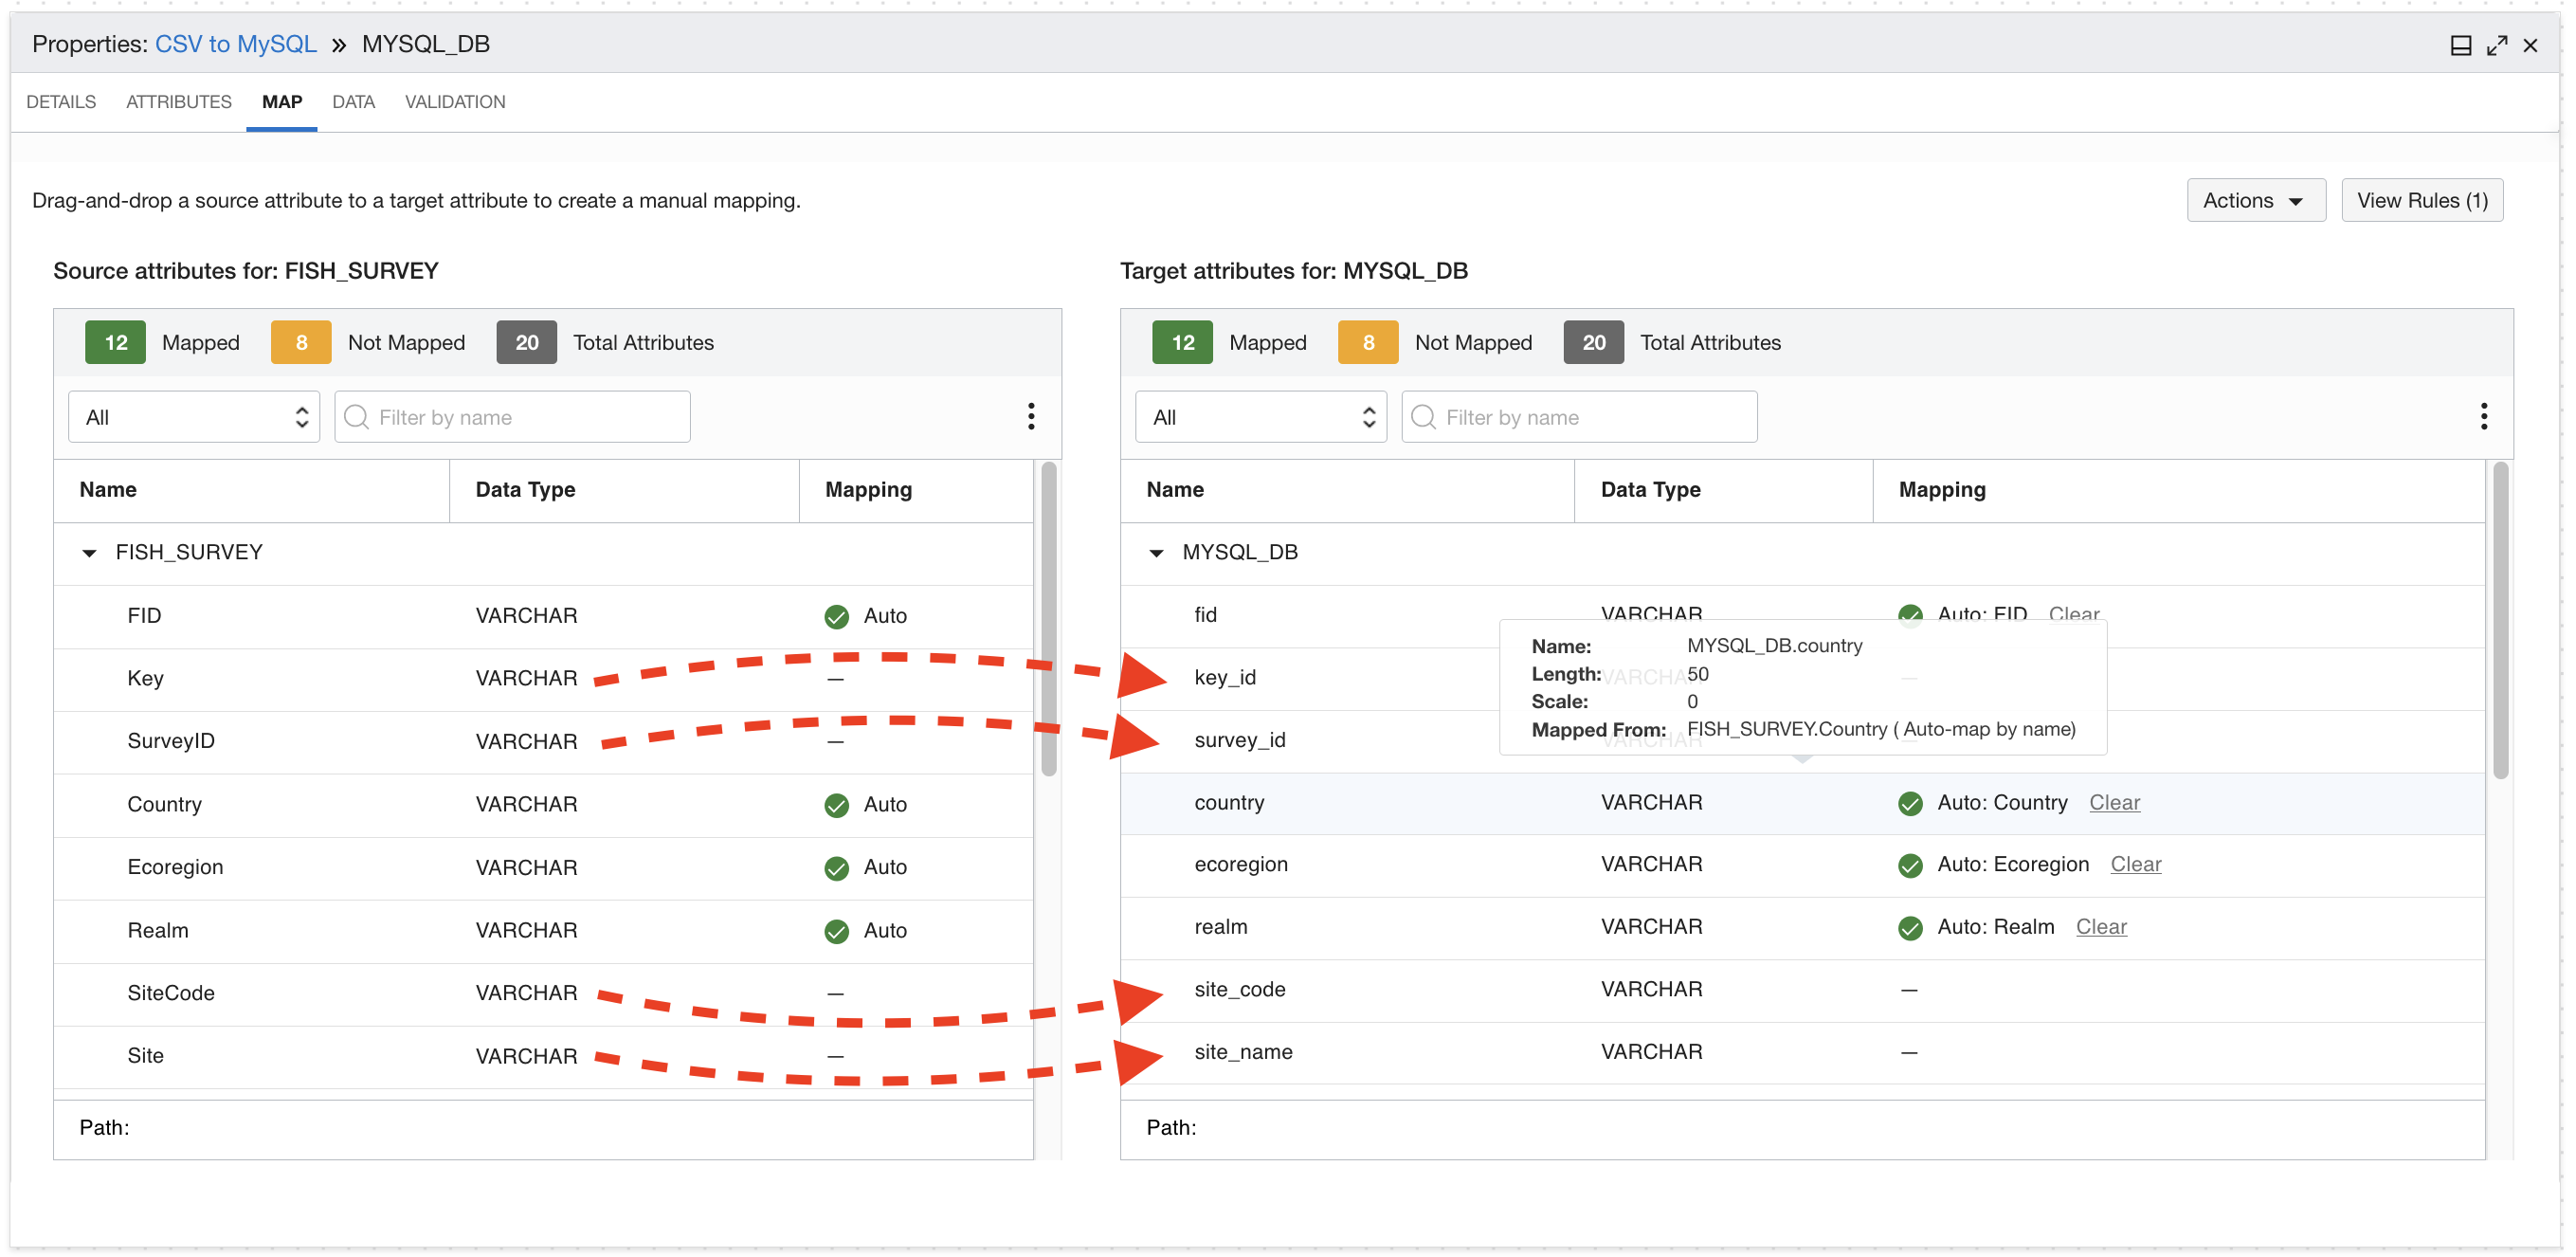 Properties: CSV to MySQL » MYSQL_DB
DETAILS ATTRIBUTES MAP DATA VALIDATION
Drag-and-drop a source attribute to a target attribute to create a manual mapping.
Actions View Rules (1)
Source attributes for: FISH_SURVEY
12 Mapped 8 Not Mapped 20 Total Attributes
All Filter by name
Name Data Type Mapping
FISH_SURVEY
FID VARCHAR Auto
Key VARCHAR —
SurveyID VARCHAR —
Country VARCHAR Auto
Ecoregion VARCHAR Auto
Realm VARCHAR Auto
SiteCode VARCHAR —
Site VARCHAR —
Path:
Target attributes for: MYSQL_DB
12 Mapped 8 Not Mapped 20 Total Attributes
All Filter by name
Name Data Type Mapping
MYSQL_DB
fid VARCHAR Auto: FID Clear
key_id VARCHAR —
survey_id VARCHAR —
Name: MYSQL_DB.country
Length: 50
Scale: 0
Mapped From: FISH_SURVEY.Country ( Auto-map by name)
country VARCHAR Auto: Country Clear
ecoregion VARCHAR Auto: Ecoregion Clear
realm VARCHAR Auto: Realm Clear
site_code VARCHAR —
site_name VARCHAR —
Path: